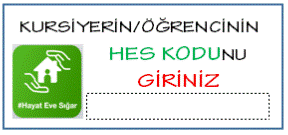 KURSİYERİN/ÖĞRENCİNİN
HES KODUNU
GİRİNİZ
#Hayat Eve Sığar